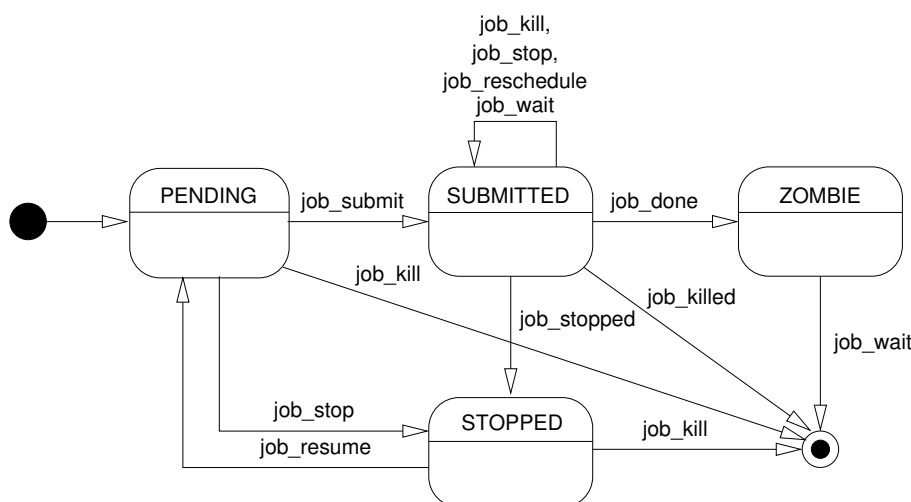 job_kill,
job_stop,
job_reschedule
job_wait
PENDING
job_submit
SUBMITTED
job_done
ZOMBIE
job_kill
job_killed
job_stopped
job_wait
job_stop
STOPPED
job_kill
job_resume